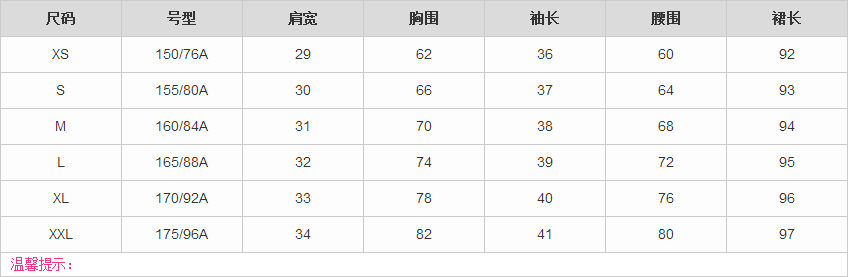 尺码 号型 肩宽 胸围 袖长 腰围 裙长
XS 150/76A 29 62 36 60 92
S 155/80A 30 66 37 64 93
M 160/84A 31 70 38 68 94
L 165/88A 32 74 39 72 95
XL 170/92A 33 78 40 76 96
XXL 175/96A 34 82 41 80 97
温馨提示：